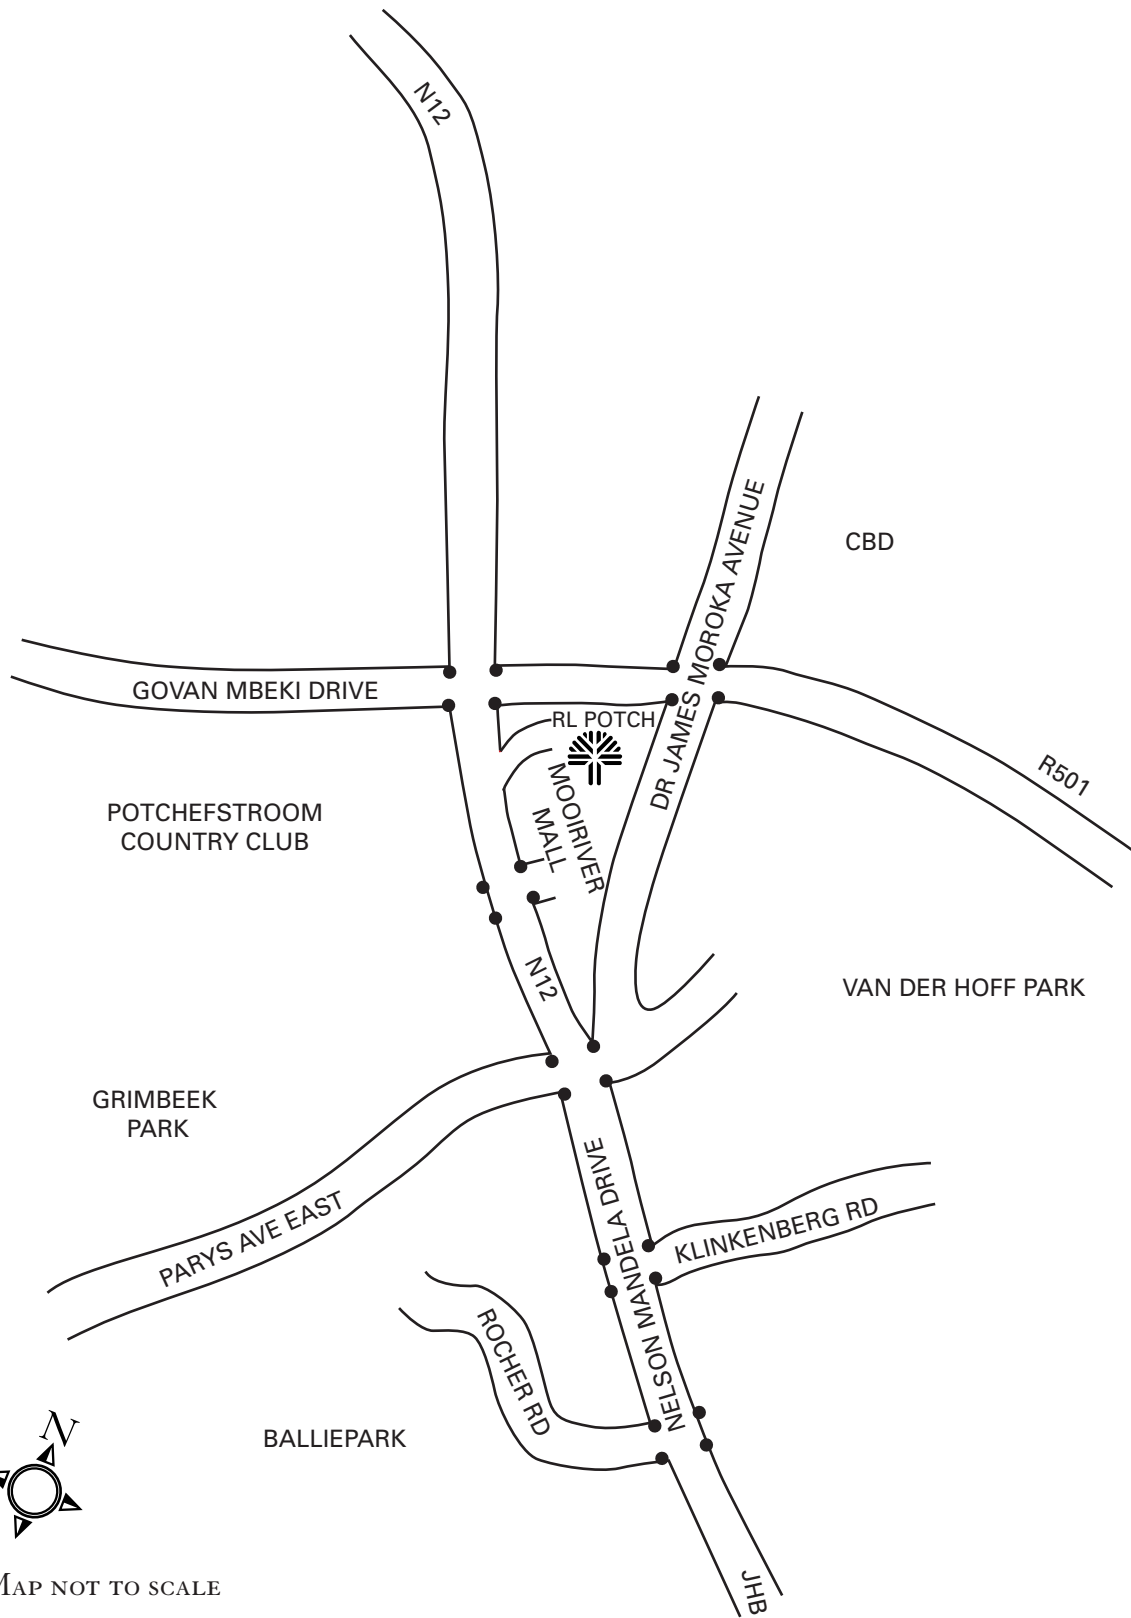 N12
DR JAMES MOROKA AVENUE
CBD
GOVAN MBEKI DRIVE
RL POTCH
R501
MOOIRIVER
MALL
POTCHEFSTROOM
COUNTRY CLUB
N12
VAN DER HOFF PARK
GRIMBEEK
PARK
NELSON MANDELA DRIVE
KLINKENBERG RD
PARYS AVE EAST
ROCHER RD
BALLIEPARK
N
JHB
MAP NOT TO SCALE